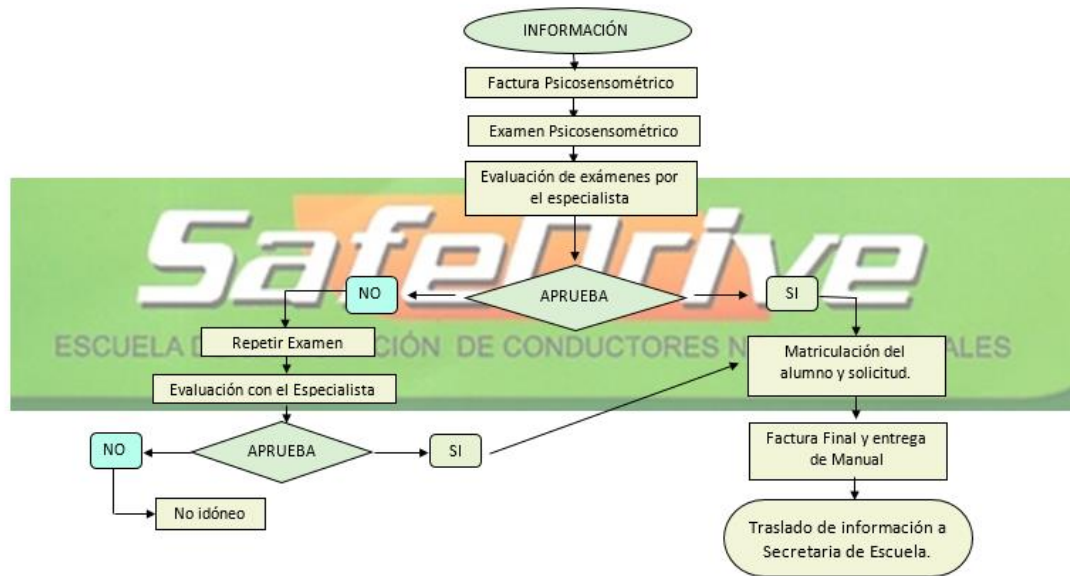 INFORMACIÓN
Factura Psicosensométrico
Examen Psicosensométrico
Evaluación de exámenes por
el especialista
SafeDrive
NO
APRUEBA
SI
ESCUELA D
CIÓN DE CONDUCTORES N
ALES
Repetir Examen
Matriculación del
alumno y solicitud.
Evaluación con el Especialista
NO
APRUEBA
SI
Factura Final y entrega
de Manual
No idóneo
Traslado de información a
Secretaria de Escuela.